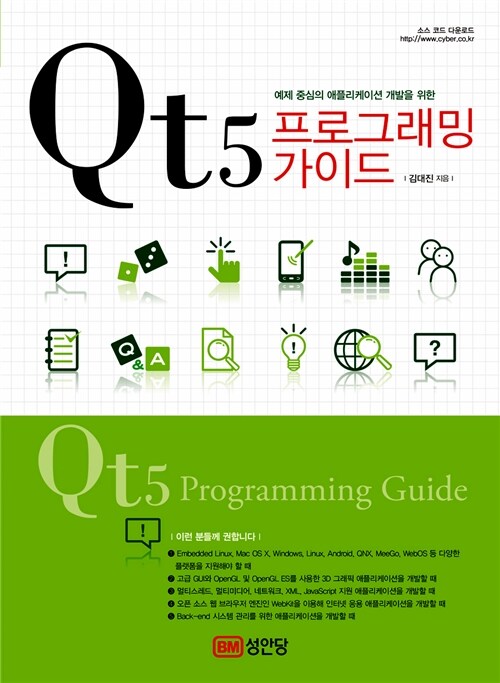 소스 코드 다운로드
http://www.cyber.co.kr
예제 중심의 애플리케이션 개발을 위한
Qt5 프로그래밍
가이드
| 김대진 지음 |
!
Q & A
!
?
Qt5 Programming Guide
!
| 이런 분들께 권합니다 |
❶ Embedded Linux, Mac OS X, Windows, Linux, Android, QNX, MeeGo, WebOS 등 다양한
플랫폼을 지원해야 할 때
❷ 고급 GUI와 OpenGL 및 OpenGL ES를 사용한 3D 그래픽 애플리케이션을 개발할 때
❸ 멀티스레드, 멀티미디어, 네트워크, XML, JavaScript 지원 애플리케이션을 개발할 때
❹ 오픈 소스 웹 브라우저 엔진인 WebKit을 이용해 인터넷 응용 애플리케이션을 개발할 때
❺ Back-end 시스템 관리를 위한 애플리케이션을 개발할 때
BM 성안당